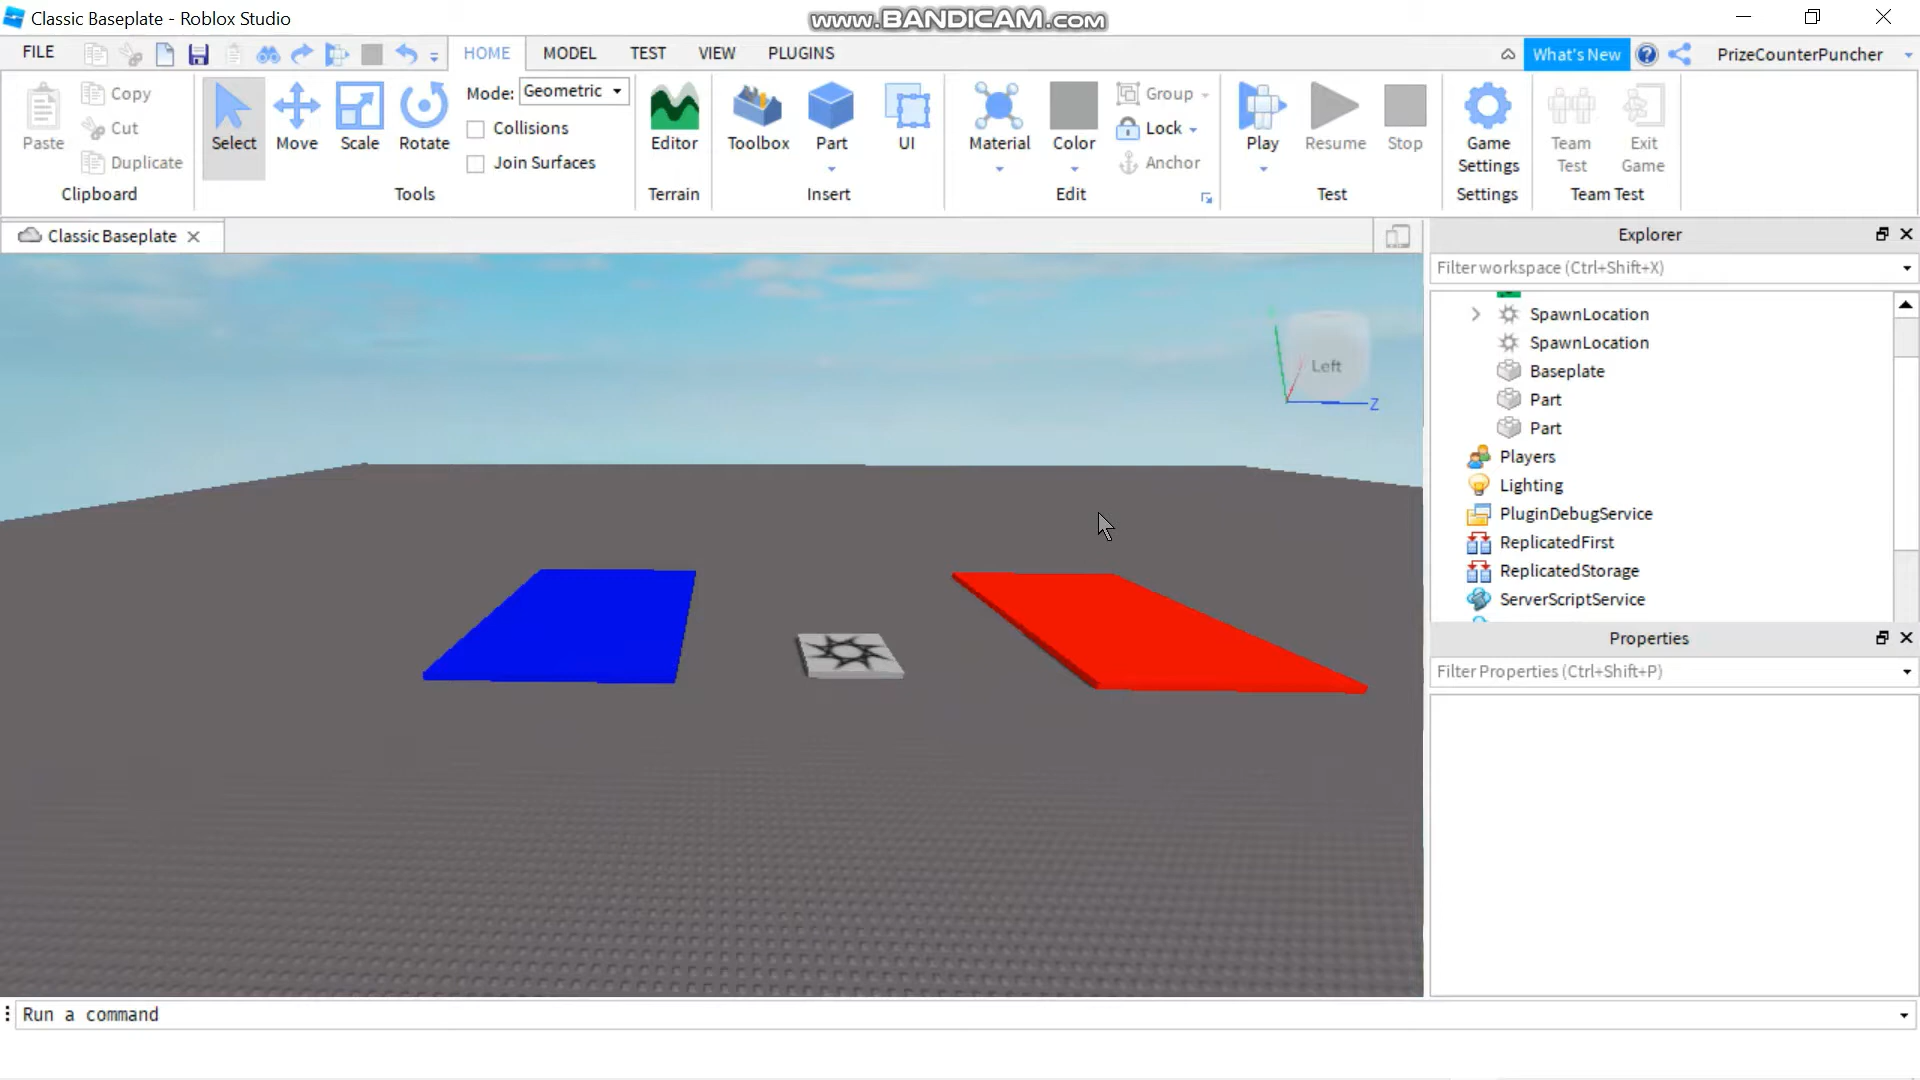 Classic Baseplate - Roblox Studio
www.BANDICAM.com
FILE
HOME
MODEL
TEST
VIEW
PLUGINS
What's New
PrizeCounterPuncher
Paste
Copy
Cut
Duplicate
Clipboard
Select
Move
Scale
Rotate
Mode: Geometric
Collisions
Join Surfaces
Tools
Editor
Terrain
Toolbox
Part
UI
Insert
Material
Color
Group
Lock
Anchor
Edit
Play
Resume
Stop
Test
Game
Settings
Settings
Team
Test
Exit
Game
Team Test
Classic Baseplate
Left
Z
Explorer
Filter workspace (Ctrl+Shift+X)
SpawnLocation
SpawnLocation
Baseplate
Part
Part
Players
Lighting
PluginDebugService
ReplicatedFirst
ReplicatedStorage
ServerScriptService
Properties
Filter Properties (Ctrl+Shift+P)
Run a command